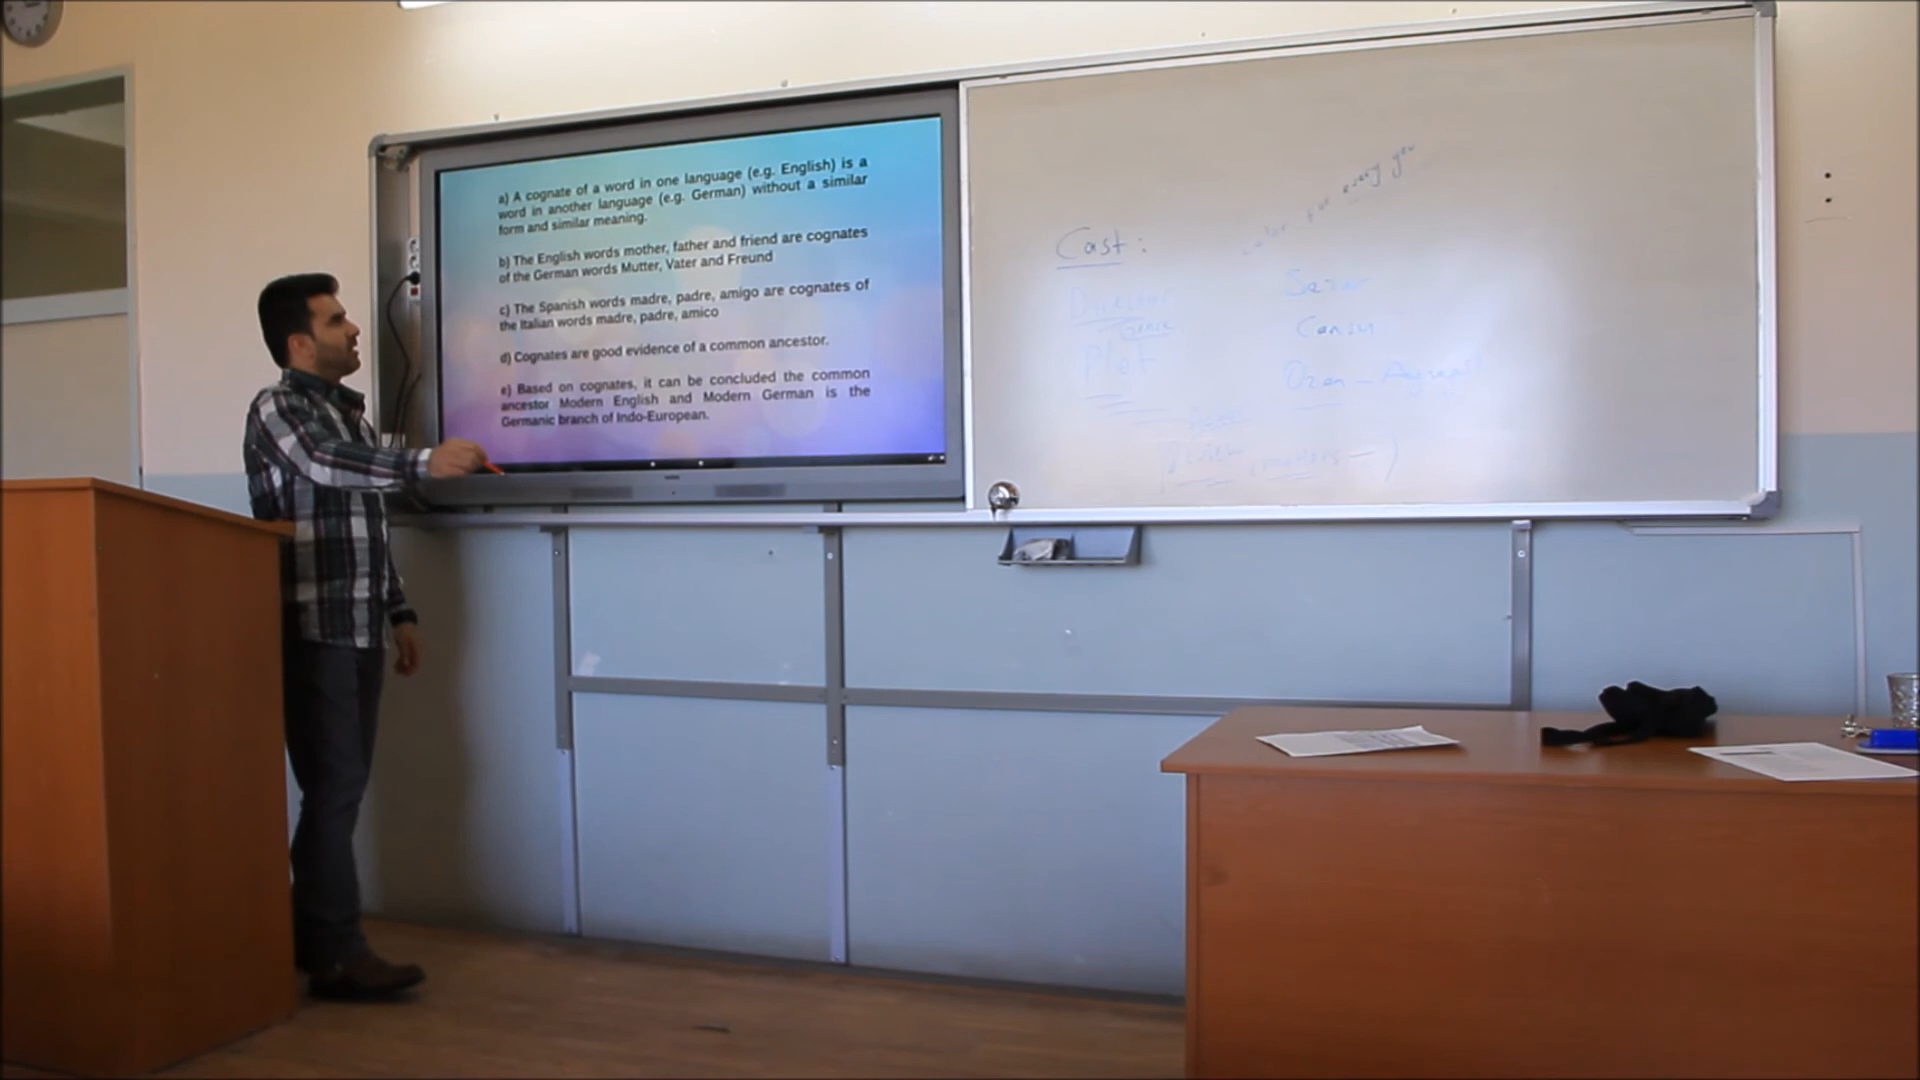 a) A cognate of a word in one language (e.g. English) is a
word in another language (e.g. German) without a similar
form and similar meaning.
b) The English words mother, father and friend are cognates
of the German words Mutter, Vater and Freund
c) The Spanish words madre, padre, amigo are cognates of
the Italian words madre, padre, amico
d) Cognates are good evidence of a common ancestor.
e) Based on cognates, it can be concluded the common
ancestor Modern English and Modern German is the
Germanic branch of Indo-European.
Cast:
Director
Genre
Plot
Cansu